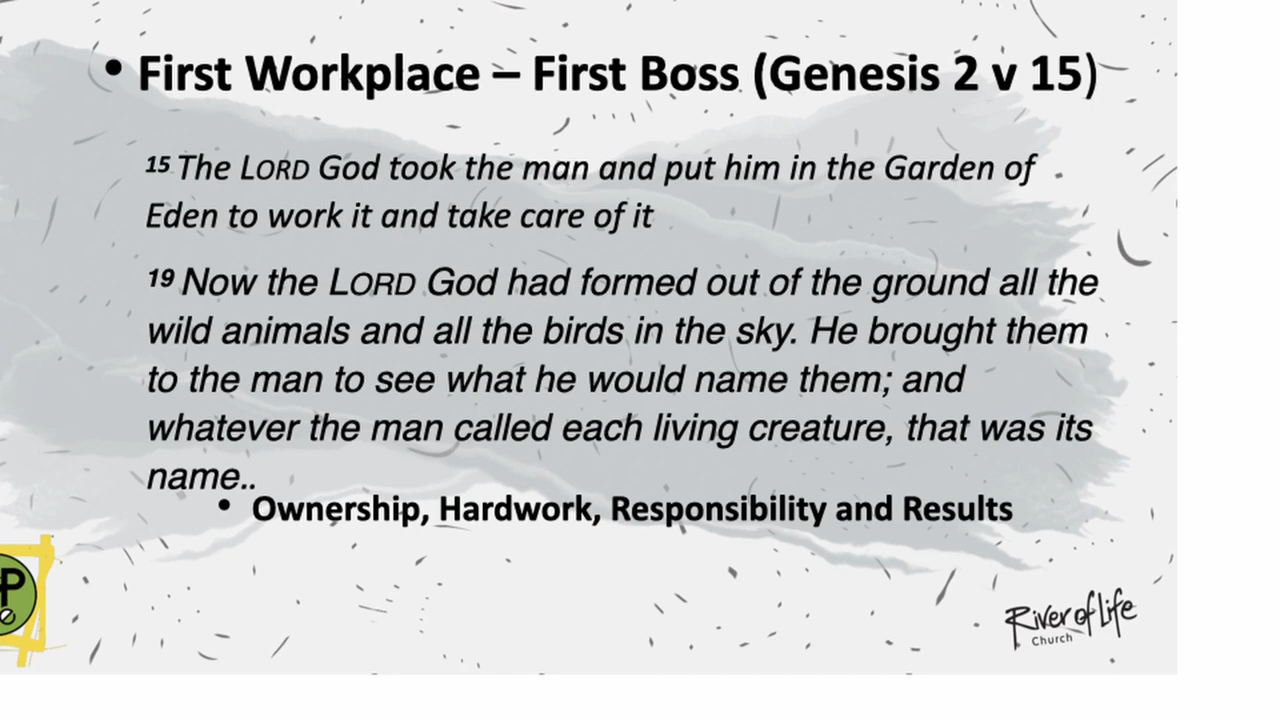 • First Workplace – First Boss (Genesis 2 v 15)
15 The LORD God took the man and put him in the Garden of
Eden to work it and take care of it
19 Now the LORD God had formed out of the ground all the
wild animals and all the birds in the sky. He brought them
to the man to see what he would name them; and
whatever the man called each living creature, that was its
name..
• Ownership, Hardwork, Responsibility and Results
River of Life
Church